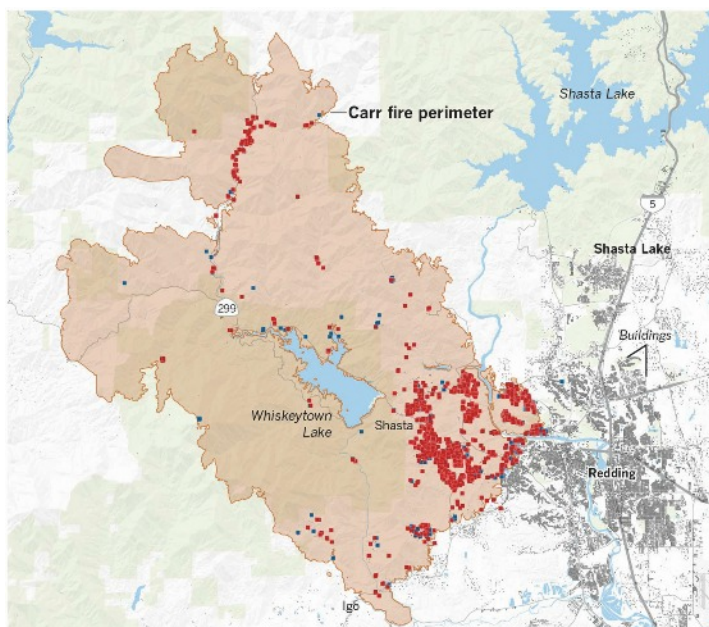 Shasta Lake
Carr fire perimeter
5
Shasta Lake
299
Buildings
Whiskeytown
Lake
Shasta
Redding
Igo